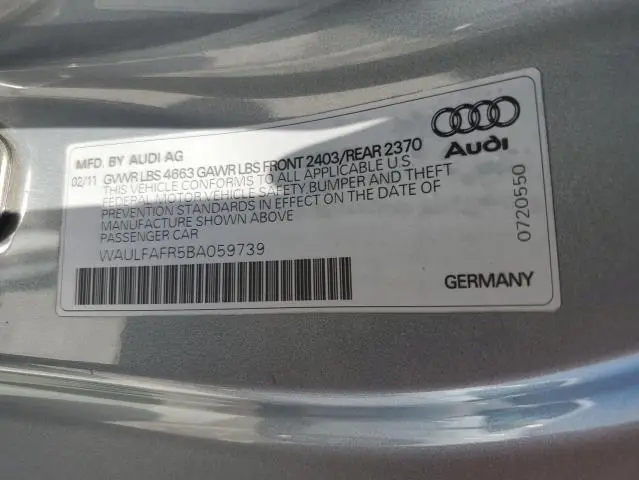 MFD. BY AUDI AG
02/11 GVWR LBS 4663 GAWR LBS FRONT 2403/REAR 2370
THIS VEHICLE CONFORMS TO ALL APPLICABLE U.S.
FEDERAL MOTOR VEHICLE SAFETY, BUMPER AND THEFT
PREVENTION STANDARDS IN EFFECT ON THE DATE OF
MANUFACTURE SHOWN ABOVE
PASSENGER CAR
WAULFAFR5BA059739
Audi
0720550
GERMANY